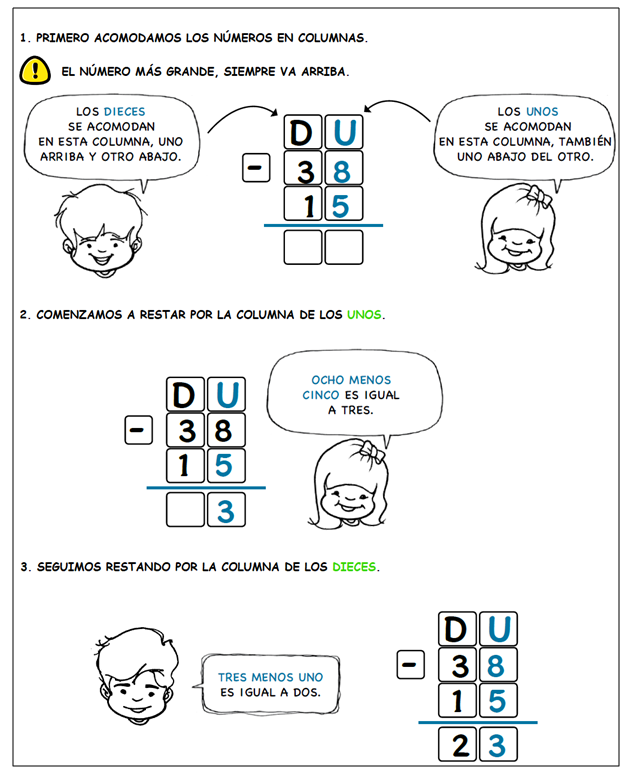 1. PRIMERO ACOMODAMOS LOS NÚMEROS EN COLUMNAS.
! EL NÚMERO MÁS GRANDE, SIEMPRE VA ARRIBA.
LOS DIECES
SE ACOMODAN
EN ESTA COLUMNA, UNO
ARRIBA Y OTRO ABAJO.
D U
- 3 8
1 5
LOS UNOS
SE ACOMODAN
EN ESTA COLUMNA, TAMBIÉN
UNO ABAJO DEL OTRO.
2. COMENZAMOS A RESTAR POR LA COLUMNA DE LOS UNOS.
D U
- 3 8
1 5
3
OCHO MENOS
CINCO ES IGUAL
A TRES.
3. SEGUIMOS RESTANDO POR LA COLUMNA DE LOS DIECES.
TRES MENOS UNO
ES IGUAL A DOS.
D U
- 3 8
1 5
2 3